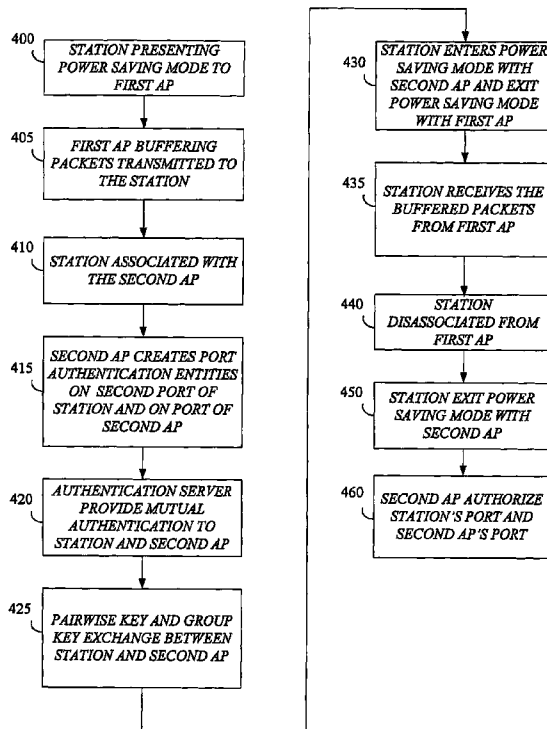 400
STATION PRESENTING
POWER SAVING MODE TO
FIRST AP
405
FIRST AP BUFFERING
PACKETS TRANSMITTED TO
THE STATION
410
STATION ASSOCIATED WITH
THE SECOND AP
415
SECOND AP CREATES PORT
AUTHENTICATION ENTITIES
ON SECOND PORT OF
STATION AND ON PORT OF
SECOND AP
420
AUTHENTICATION SERVER
PROVIDE MUTUAL
AUTHENTICATION TO
STATION AND SECOND AP
425
PAIRWISE KEY AND GROUP
KEY EXCHANGE BETWEEN
STATION AND SECOND AP
430
STATION ENTERS POWER
SAVING MODE WITH
SECOND AP AND EXIT
POWER SAVING MODE
WITH FIRST AP
435
STATION RECEIVES THE
BUFFERED PACKETS
FROM FIRST AP
440
STATION
DISASSOCIATED FROM
FIRST AP
450
STATION EXIT POWER
SAVING MODE WITH
SECOND AP
460
SECOND AP AUTHORIZE
STATION'S PORT AND
SECOND AP'S PORT